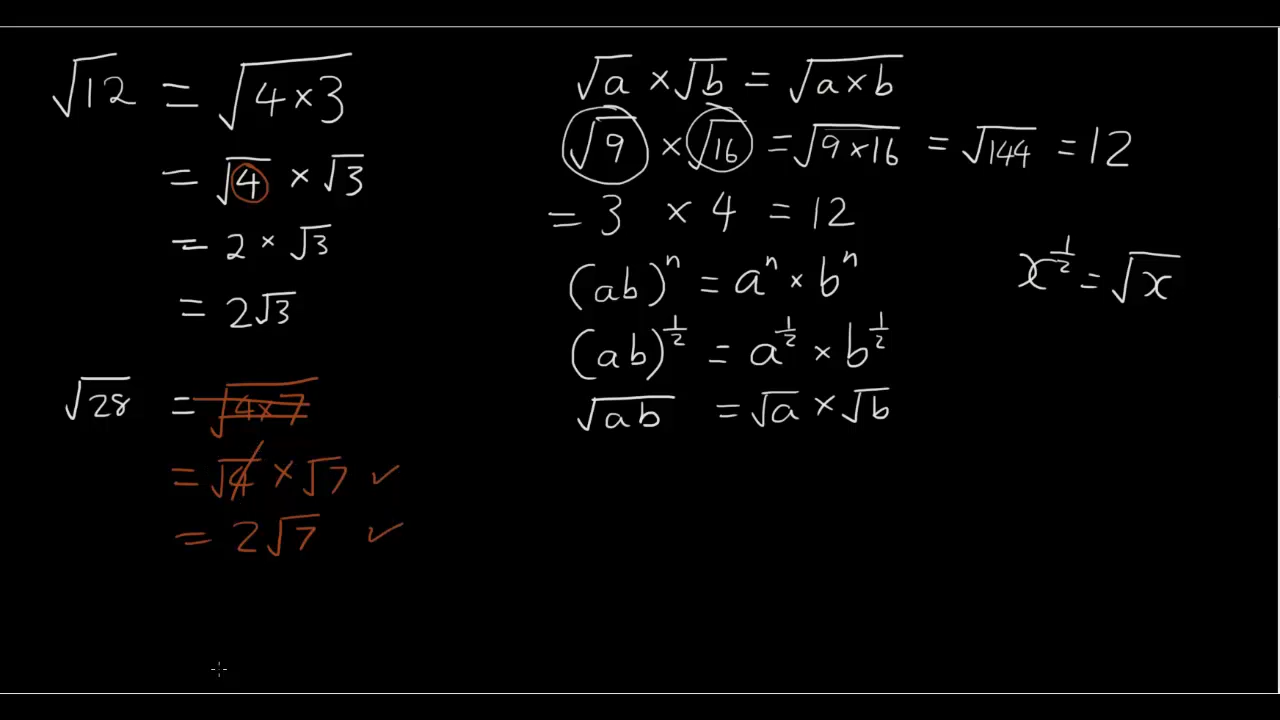 √12 = √(4×3)
= √4 × √3
= 2 × √3
= 2√3
√28 = √(4×7)
= √4 × √7 ✓
= 2√7 ✓
√a × √b = √(a×b)
√9 × √16 = √(9×16) = √144 = 12
= 3 × 4 = 12
(ab)ⁿ = aⁿ × bⁿ
(ab)^(1/2) = a^(1/2) × b^(1/2)
√ab = √a × √b
x^(1/2) = √x